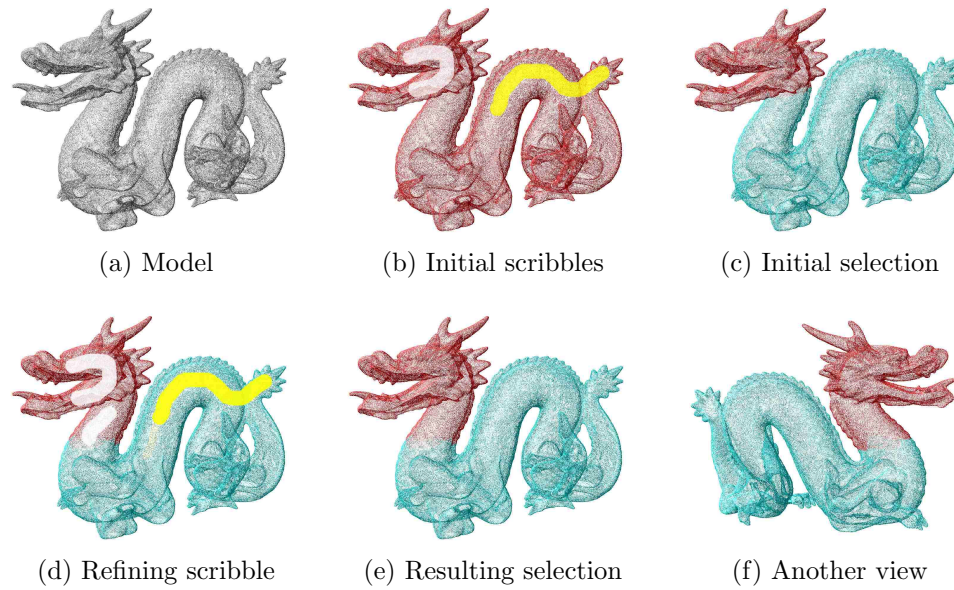 (a) Model
(b) Initial scribbles
(c) Initial selection
(d) Refining scribble
(e) Resulting selection
(f) Another view